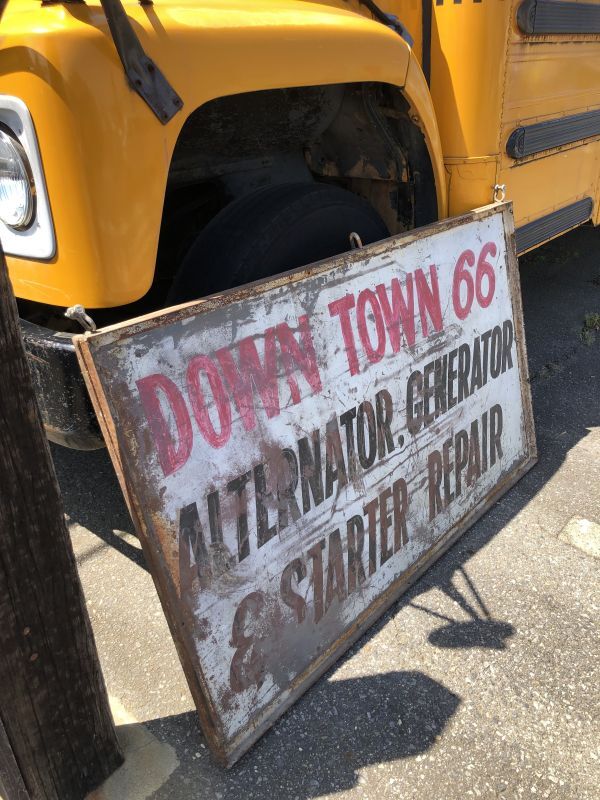 DOWN TOWN 66
ALTERNATOR, GENERATOR
& STARTER REPAIR